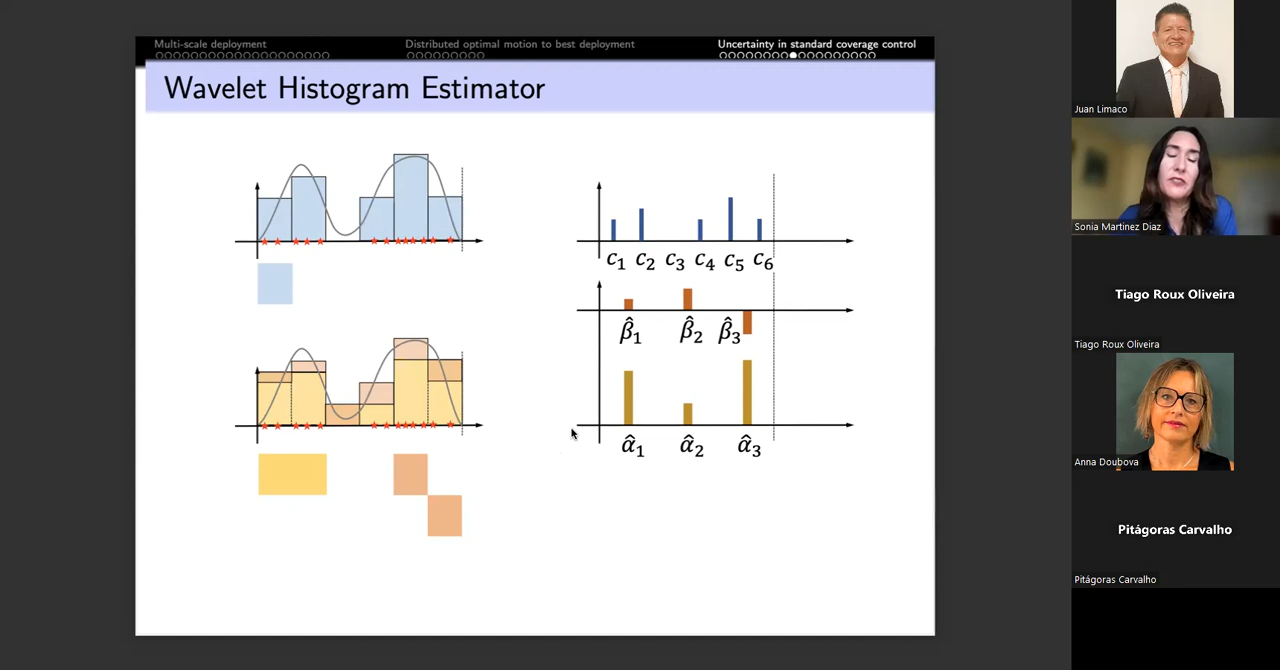 Multi-scale deployment
Distributed optimal motion to best deployment
Uncertainty in standard coverage control
Wavelet Histogram Estimator
c₁ c₂ c₃ c₄ c₅ c₆
β̂₁ β̂₂ β̂₃
α̂₁ α̂₂ α̂₃
Juan Limaco
Sonia Martinez Diaz
Tiago Roux Oliveira
Tiago Roux Oliveira
Anna Doubova
Pitágoras Carvalho
Pitágoras Carvalho